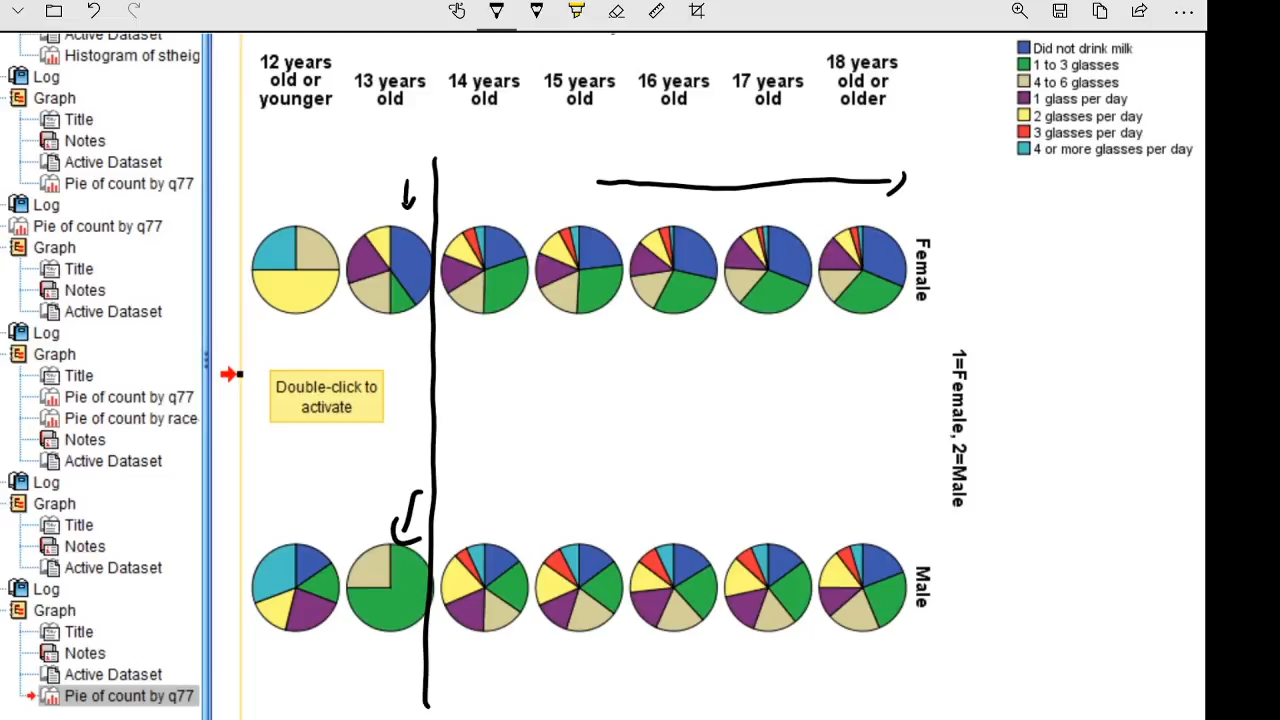 Active Dataset
Histogram of stheig
Log
Graph
Title
Notes
Active Dataset
Pie of count by q77
Log
Pie of count by q77
Graph
Title
Notes
Active Dataset
Log
Graph
Title
Pie of count by q77
Pie of count by race
Notes
Active Dataset
Log
Graph
Title
Notes
Active Dataset
Log
Graph
Title
Notes
Active Dataset
Pie of count by q77
12 years
old or
younger
13 years
old
14 years
old
15 years
old
16 years
old
17 years
old
18 years
old or
older
Did not drink milk
1 to 3 glasses
4 to 6 glasses
1 glass per day
2 glasses per day
3 glasses per day
4 or more glasses per day
Female
Double-click to
activate
1=Female, 2=Male
Male